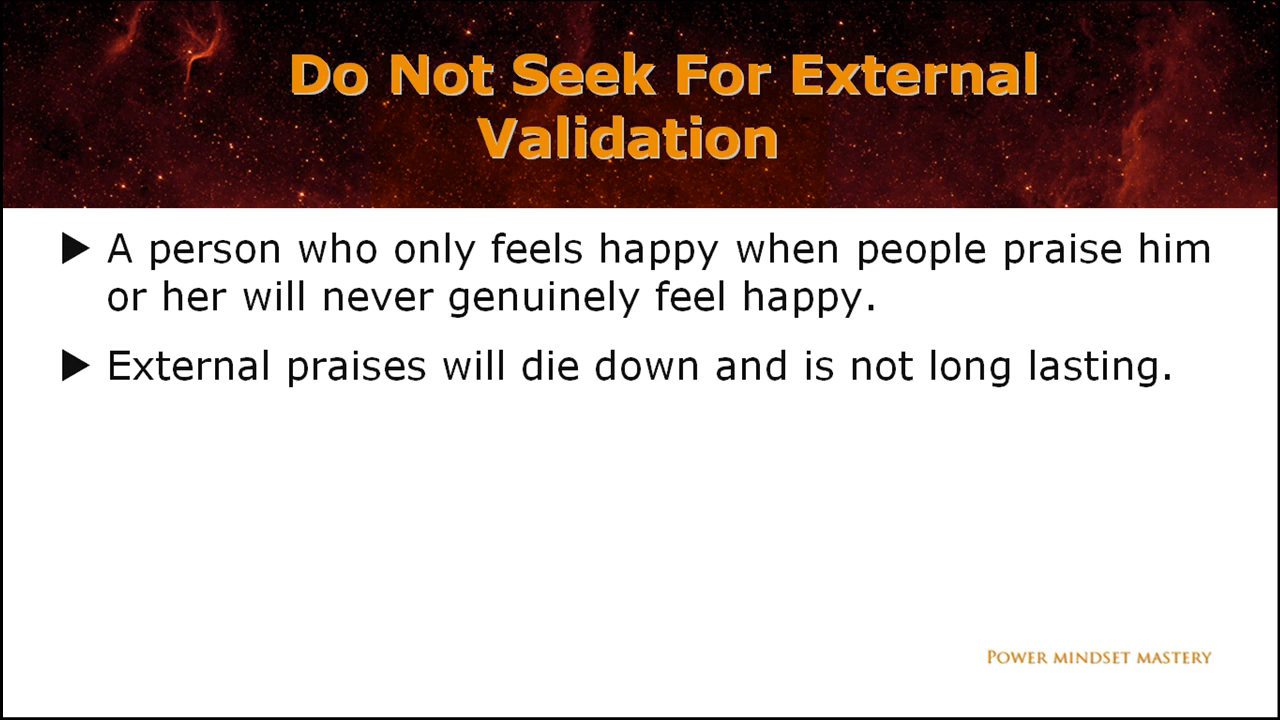 Do Not Seek For External
Validation
▶ A person who only feels happy when people praise him
or her will never genuinely feel happy.
▶ External praises will die down and is not long lasting.
POWER MINDSET MASTERY